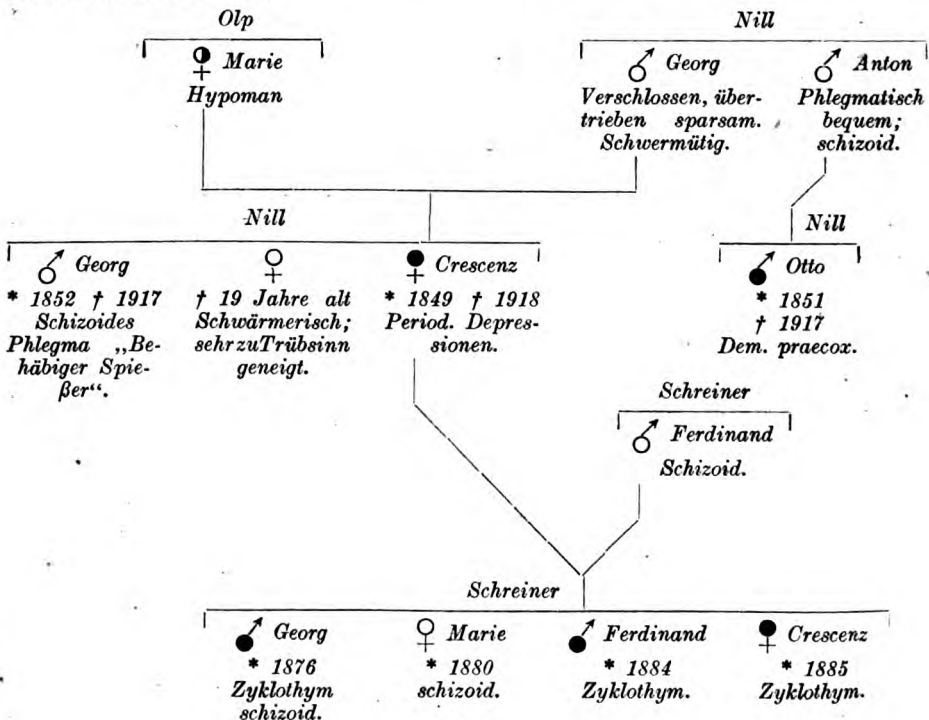 Olp
Nill
Marie
Hypoman
Georg
Verschlossen, über-
trieben sparsam.
Schwermütig.
Anton
Phlegmatisch
bequem;
schizoid.
Nill
Georg
* 1852 † 1917
Schizoides
Phlegma „Be-
häbiger Spie-
ßer“.
† 19 Jahre alt
Schwärmerisch;
sehr zu Trübsinn
geneigt.
Crescenz
* 1849 † 1918
Period. Depres-
sionen.
Nill
Otto
* 1851
† 1917
Dem. praecox.
Schreiner
Ferdinand
Schizoid.
Schreiner
Georg
* 1876
Zyklothym
schizoid.
Marie
* 1880
schizoid.
Ferdinand
* 1884
Zyklothym.
Crescenz
* 1885
Zyklothym.